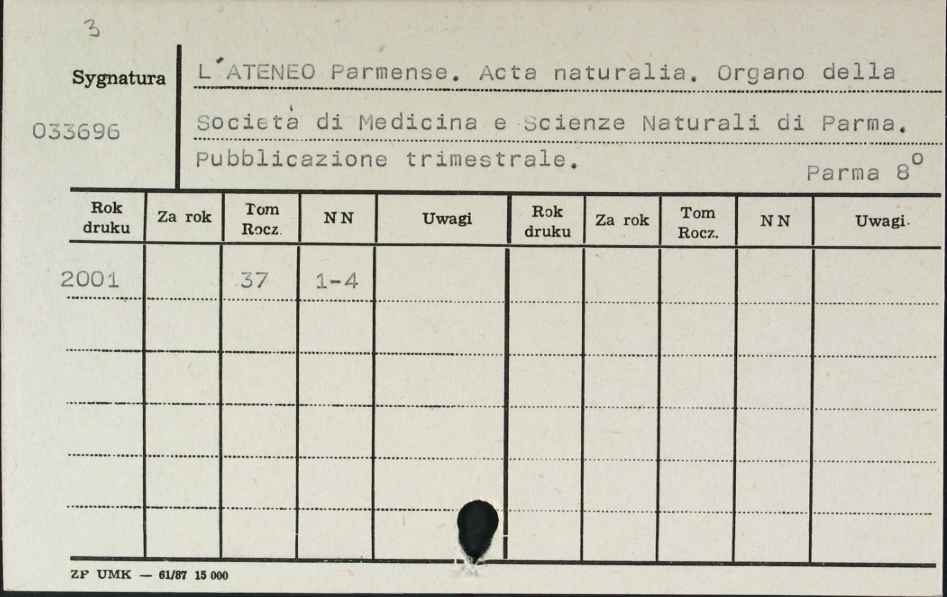 3
Sygnatura
L'ATENEO Parmense. Acta naturalia. Organo della
033696
Società di Medicina e Scienze Naturali di Parma.
Pubblicazione trimestrale.
Parma 8°
Rok druku Za rok Tom Rocz. NN Uwagi Rok druku Za rok Tom Rocz. NN Uwagi
2001 37 1-4
ZP UMK — 61/87 15 000